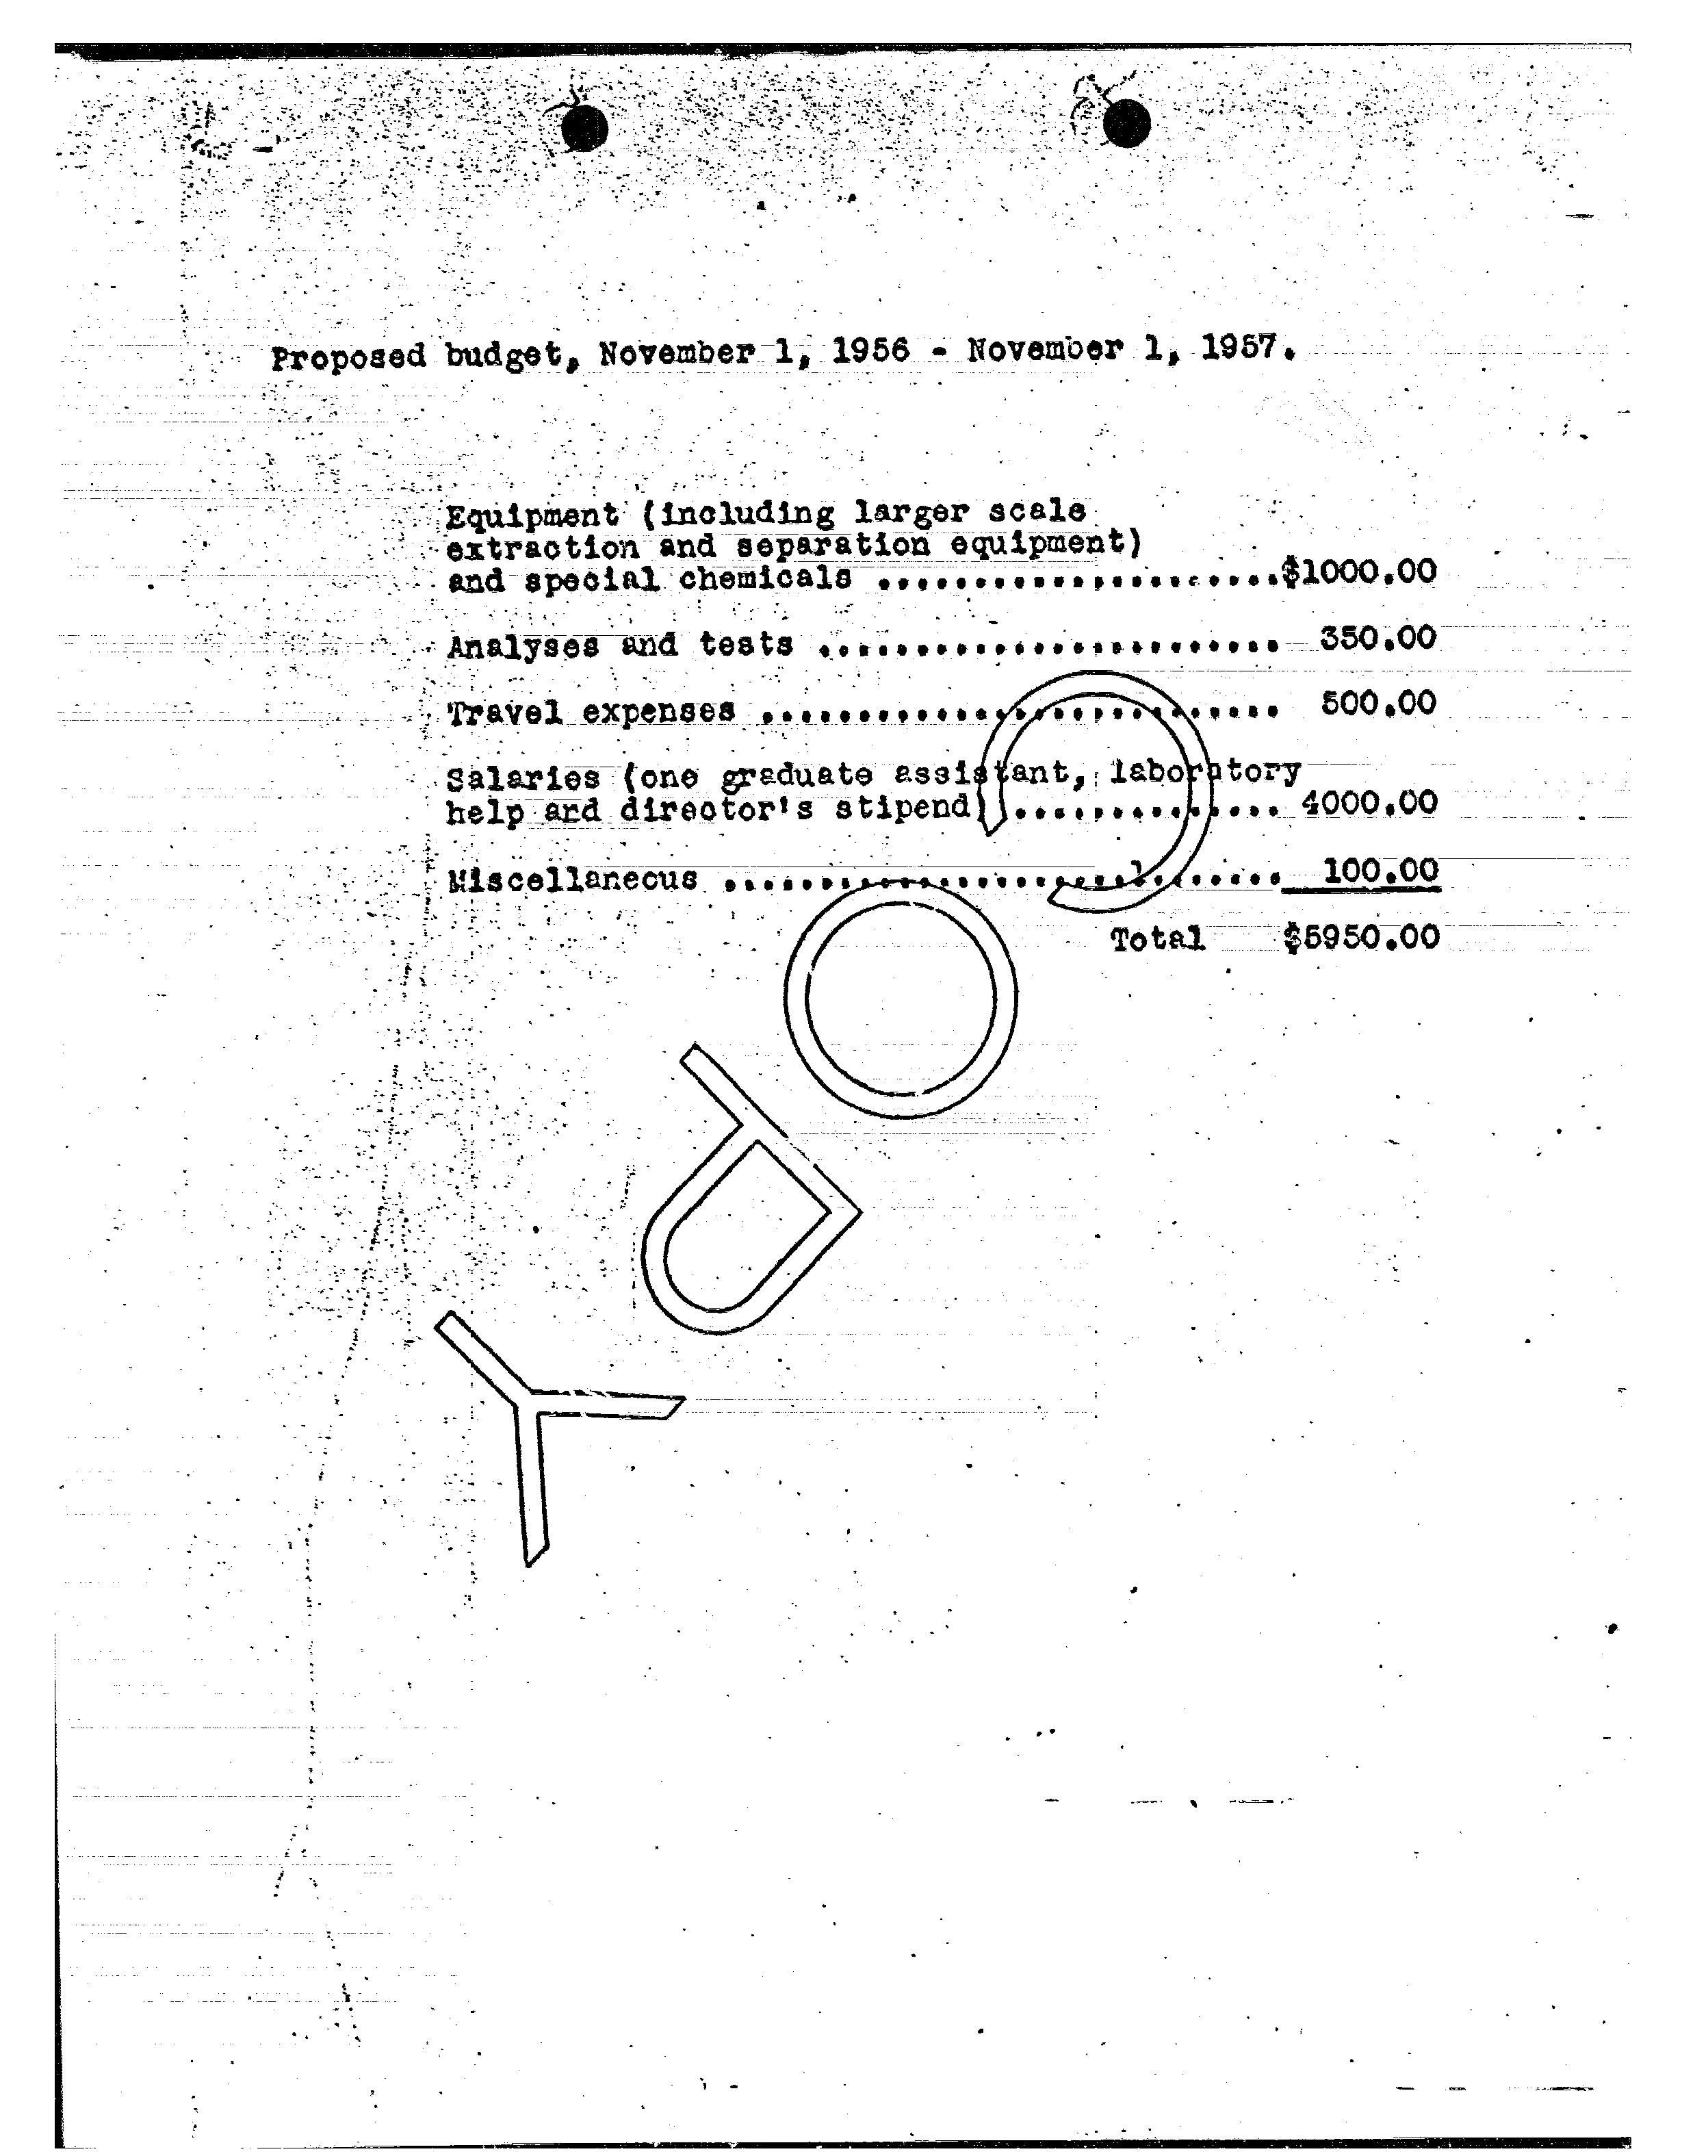 Proposed budget, November 1, 1956 - November 1, 1957.
Equipment (including larger scale
extraction and separation equipment)
and special chemicals .....................$1000.00
Analyses and tests ........................ 350.00
Travel expenses ........................... 500.00
Salaries (one graduate assistant, laboratory
help and director's stipend) .............. 4000.00
Miscellaneous ............................. 100.00
Total $5950.00
COPY